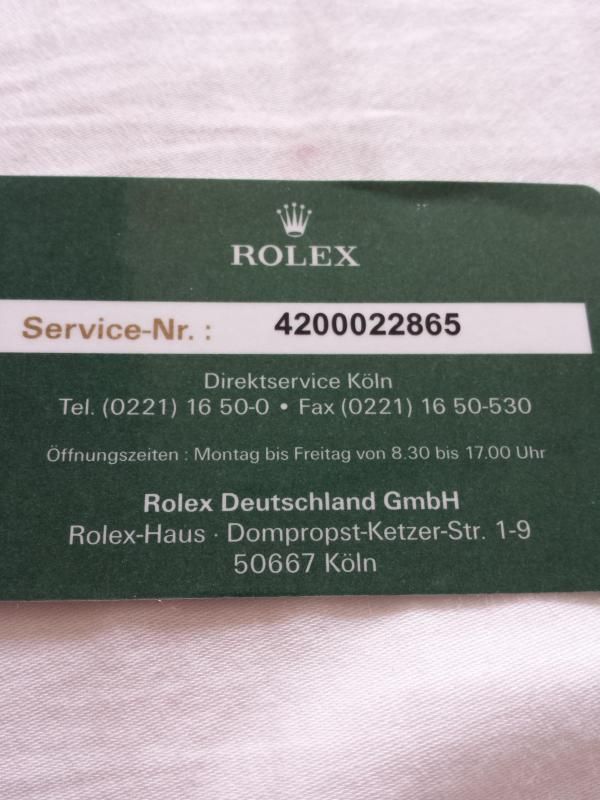 ROLEX
Service-Nr. : 4200022865
Direktservice Köln
Tel. (0221) 16 50-0 • Fax (0221) 16 50-530
Öffnungszeiten : Montag bis Freitag von 8.30 bis 17.00 Uhr
Rolex Deutschland GmbH
Rolex-Haus · Dompropst-Ketzer-Str. 1-9
50667 Köln